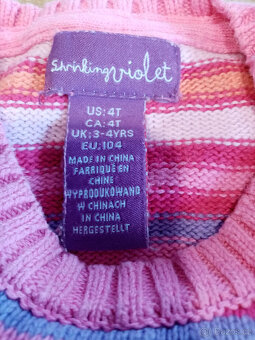 shrinking violet
US: 4T
CA: 4T
UK: 3-4YRS
EU: 104
MADE IN CHINA
FABRIQUÉ EN
CHINE
WYPRODUKOWANO
W CHINACH
IN CHINA
HERGESTELLT